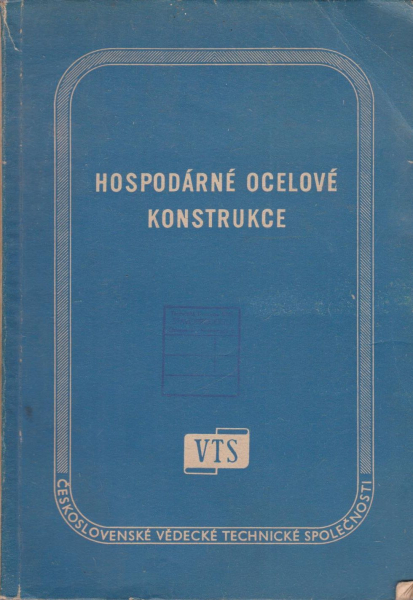 HOSPODÁRNÉ OCELOVÉ
KONSTRUKCE
VTS
ČESKOSLOVENSKÉ VĚDECKÉ TECHNICKÉ SPOLEČNOSTI